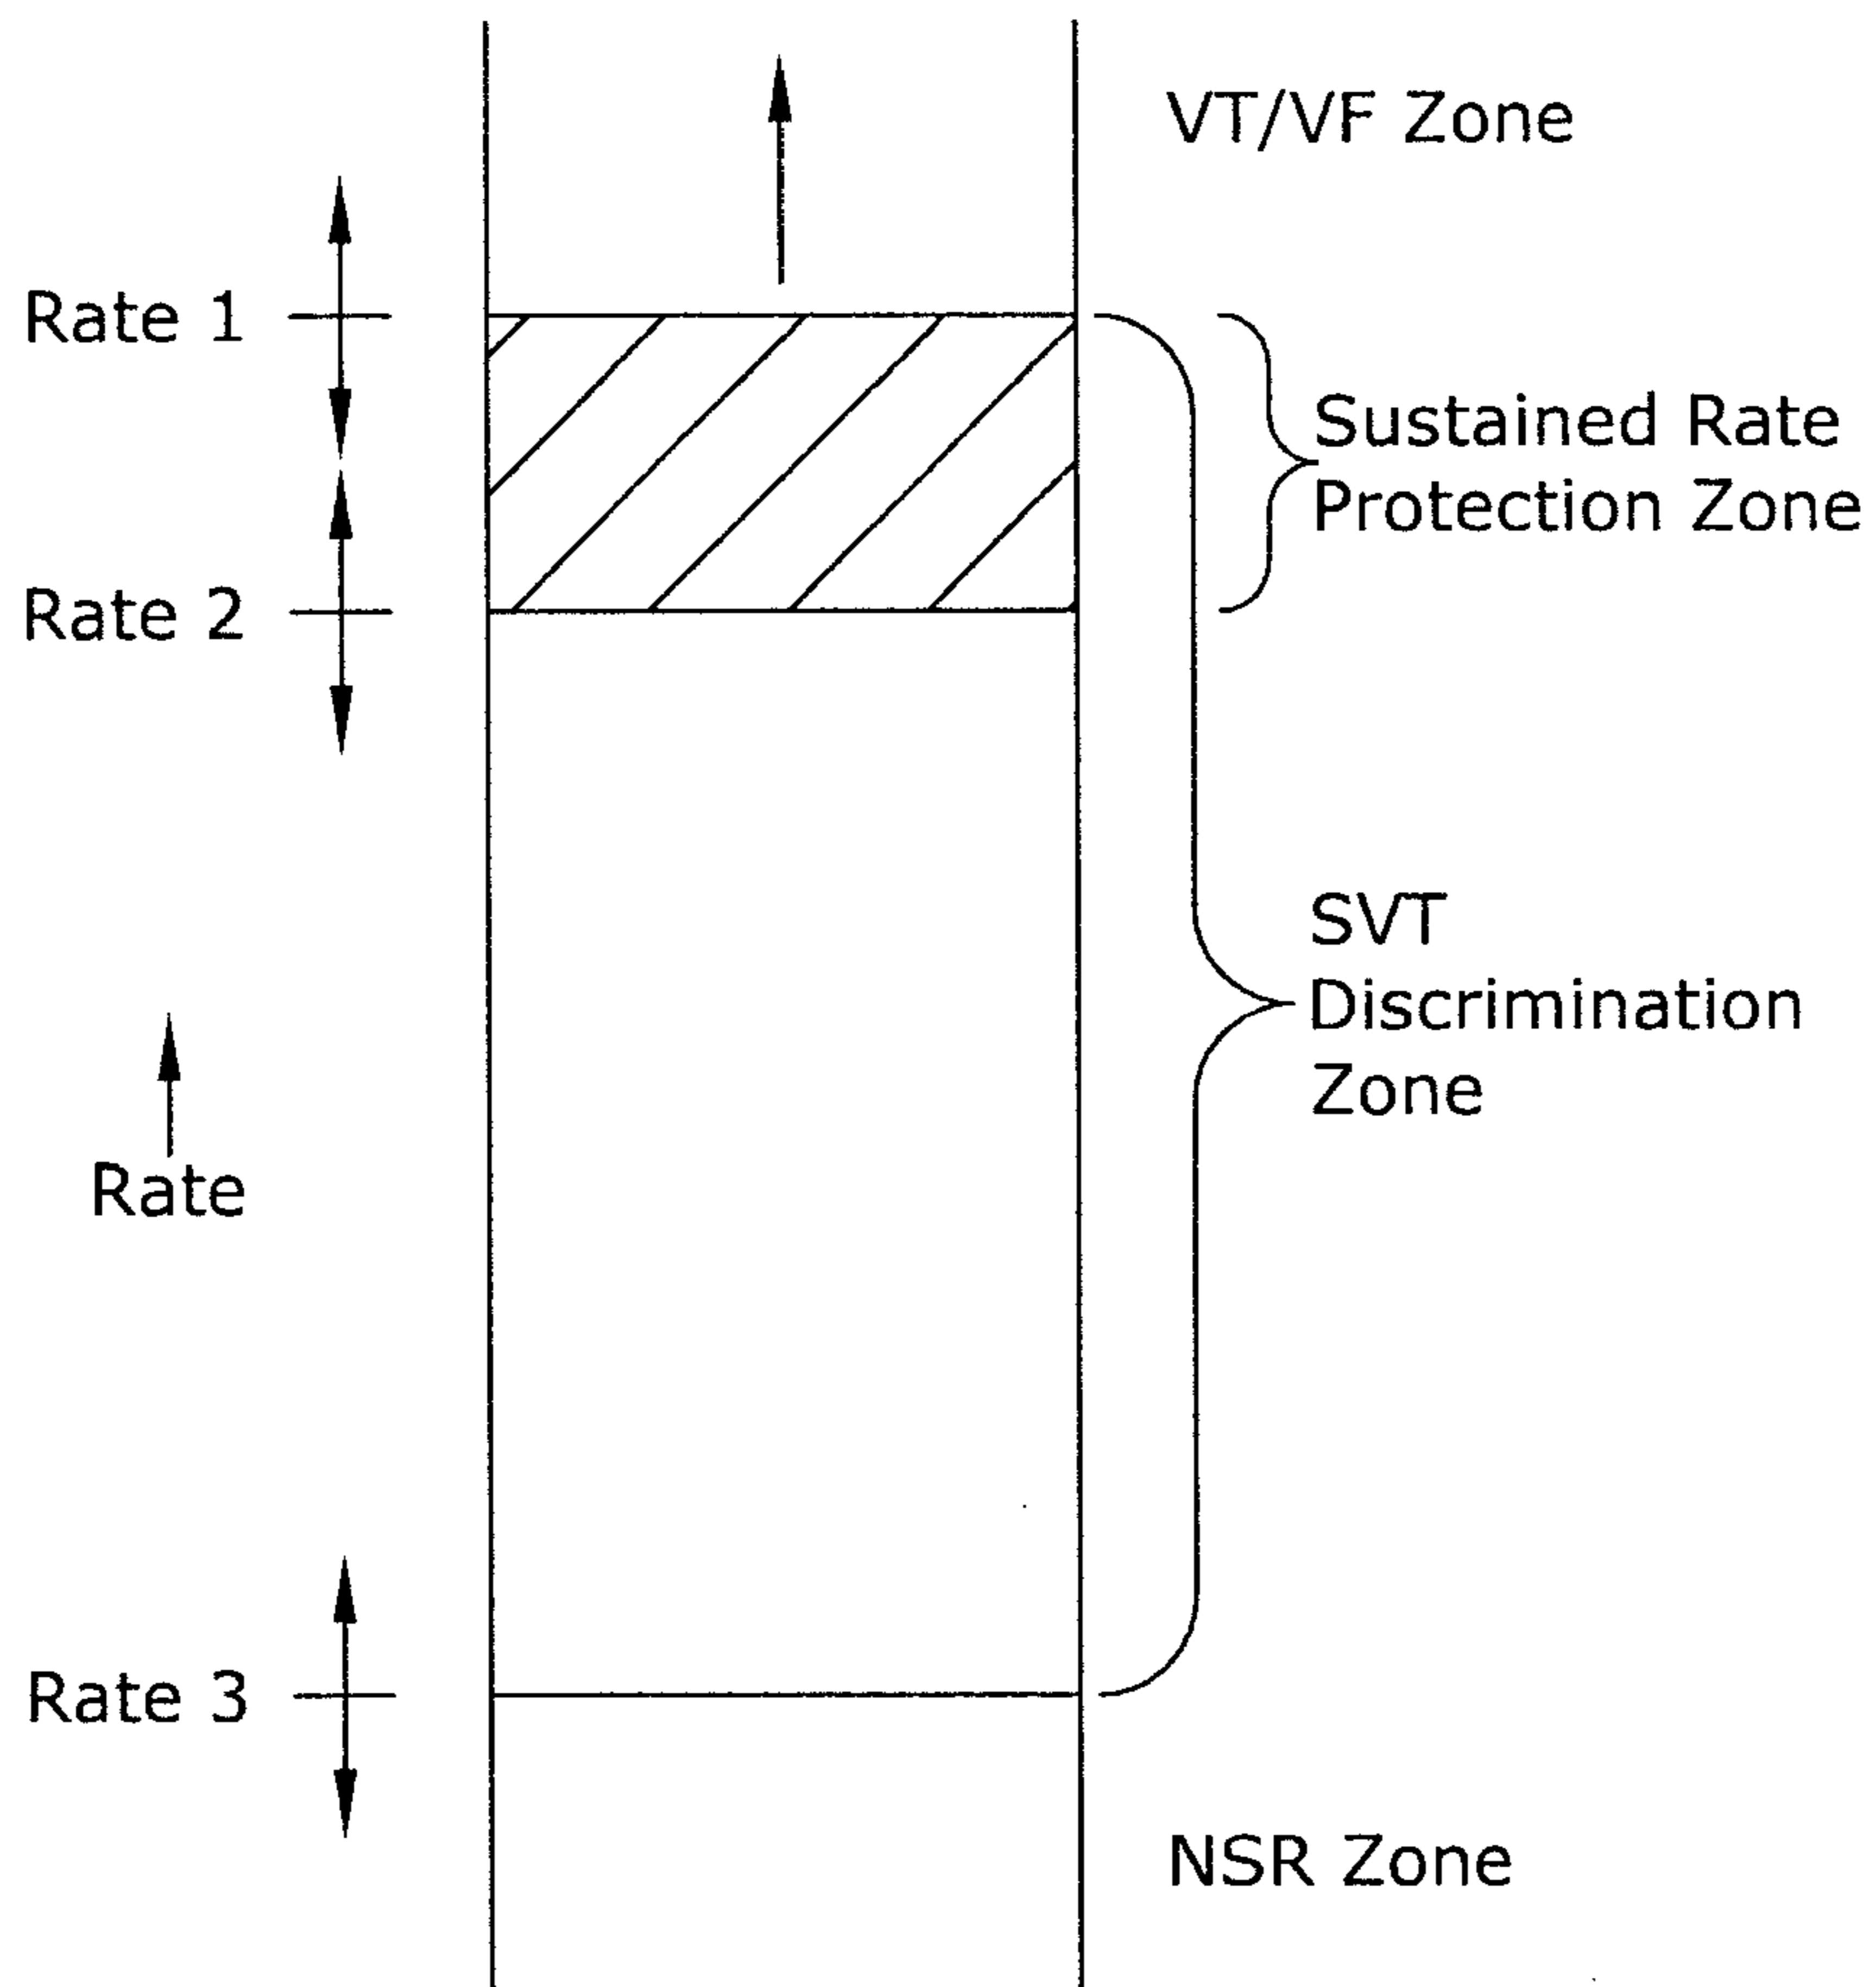 VT/VF Zone
Rate 1
Sustained Rate
Protection Zone
Rate 2
SVT
Discrimination
Zone
Rate
Rate 3
NSR Zone